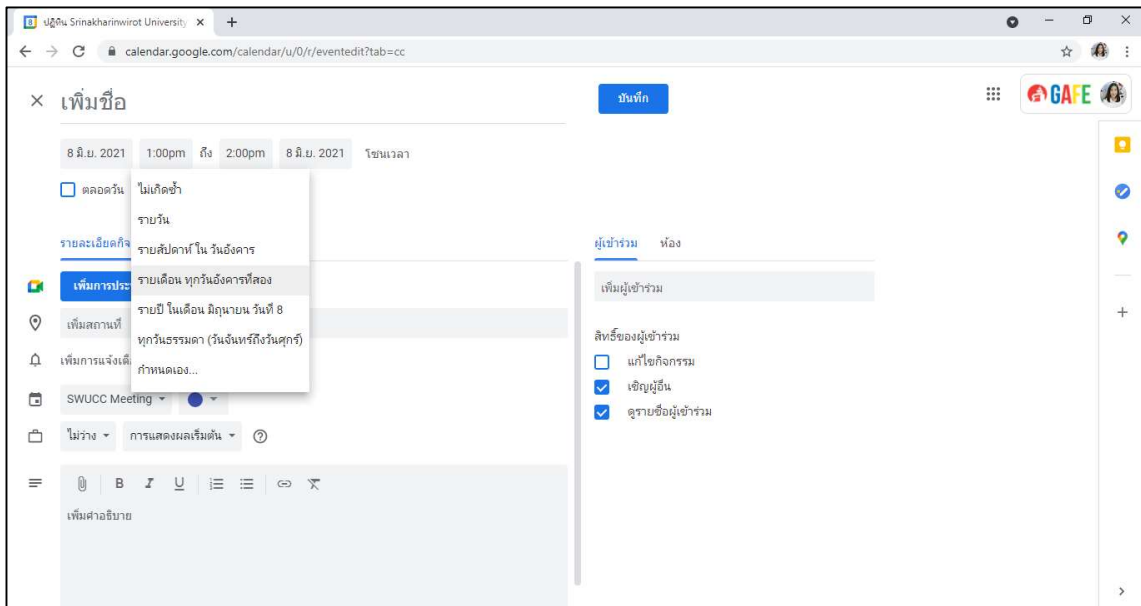 ปฏิทิน Srinakharinwirot University
calendar.google.com/calendar/u/0/r/eventedit?tab=cc
เพิ่มชื่อ
บันทึก
GAFE
8 มิ.ย. 2021 1:00pm ถึง 2:00pm 8 มิ.ย. 2021 โซนเวลา
ตลอดวัน
ไม่เกิดซ้ำ
รายวัน
รายสัปดาห์ ใน วันอังคาร
รายเดือน ทุกวันอังคารที่สอง
รายปี ในเดือน มิถุนายน วันที่ 8
ทุกวันธรรมดา (วันจันทร์ถึงวันศุกร์)
กำหนดเอง...
รายละเอียดกิจ
เพิ่มการประ
เพิ่มสถานที่
เพิ่มการแจ้งเตื
SWUCC Meeting
ไม่ว่าง การแสดงผลเริ่มต้น
B I U
เพิ่มคำอธิบาย
ผู้เข้าร่วม ห้อง
เพิ่มผู้เข้าร่วม
สิทธิ์ของผู้เข้าร่วม
แก้ไขกิจกรรม
เชิญผู้อื่น
ดูรายชื่อผู้เข้าร่วม